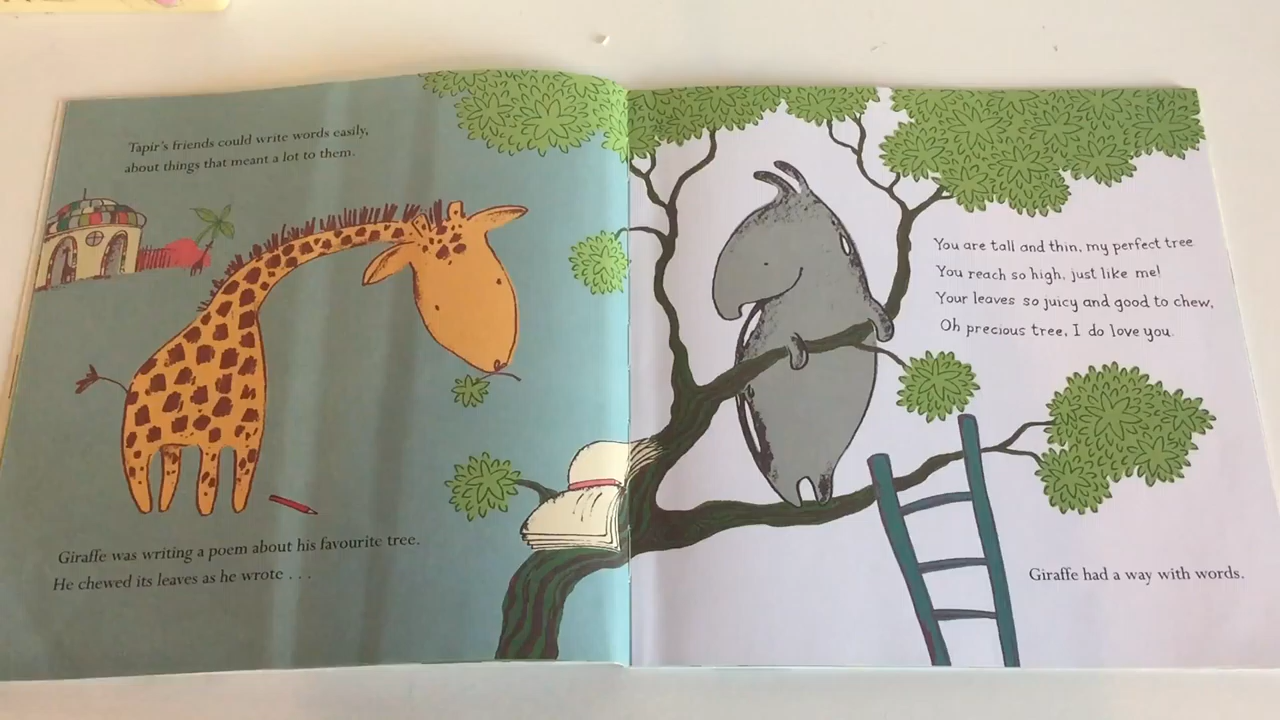 Tapir's friends could write words easily,
about things that meant a lot to them.
Giraffe was writing a poem about his favourite tree.
He chewed its leaves as he wrote . . .
You are tall and thin, my perfect tree
You reach so high, just like me!
Your leaves so juicy and good to chew,
Oh precious tree, I do love you.
Giraffe had a way with words.